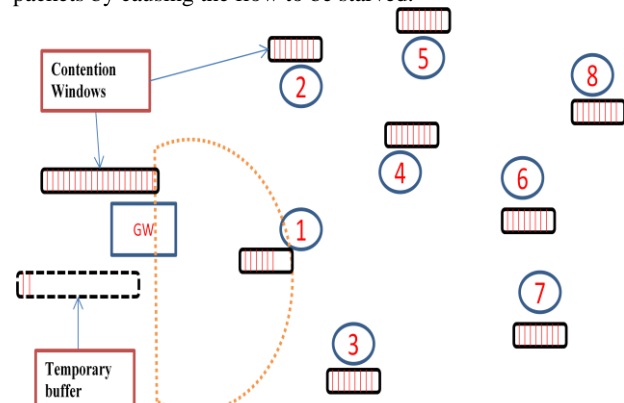 packets by causing the flow to be starved.
5
Contention
Windows
2
8
4
6
GW
1
7
3
Temporary
buffer